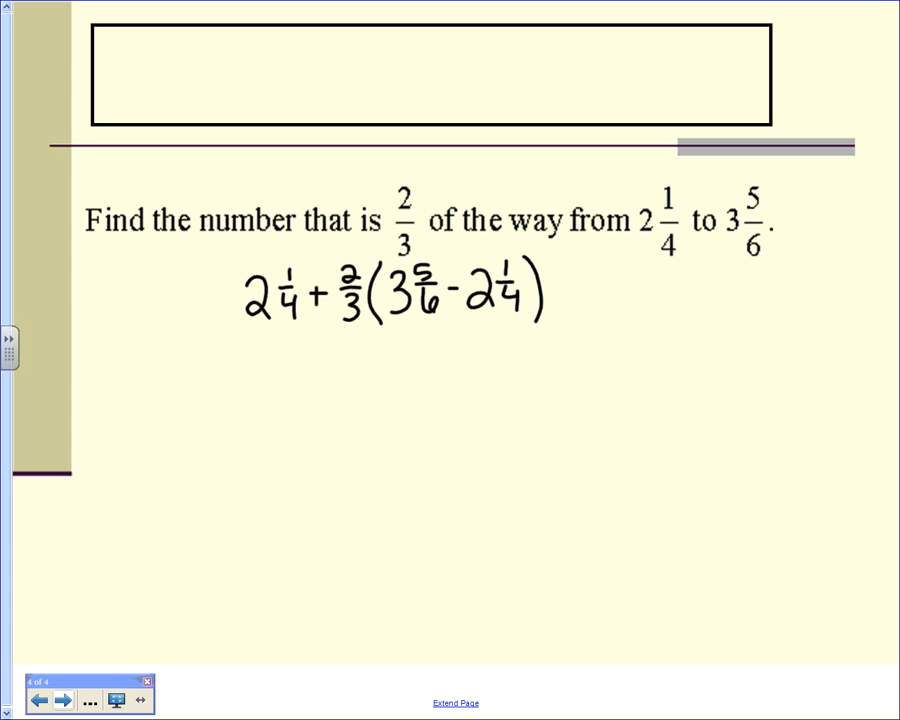 Find the number that is 2/3 of the way from 2 1/4 to 3 5/6.
2 1/4 + 2/3 (3 5/6 - 2 1/4)
4 of 4
...
Extend Page